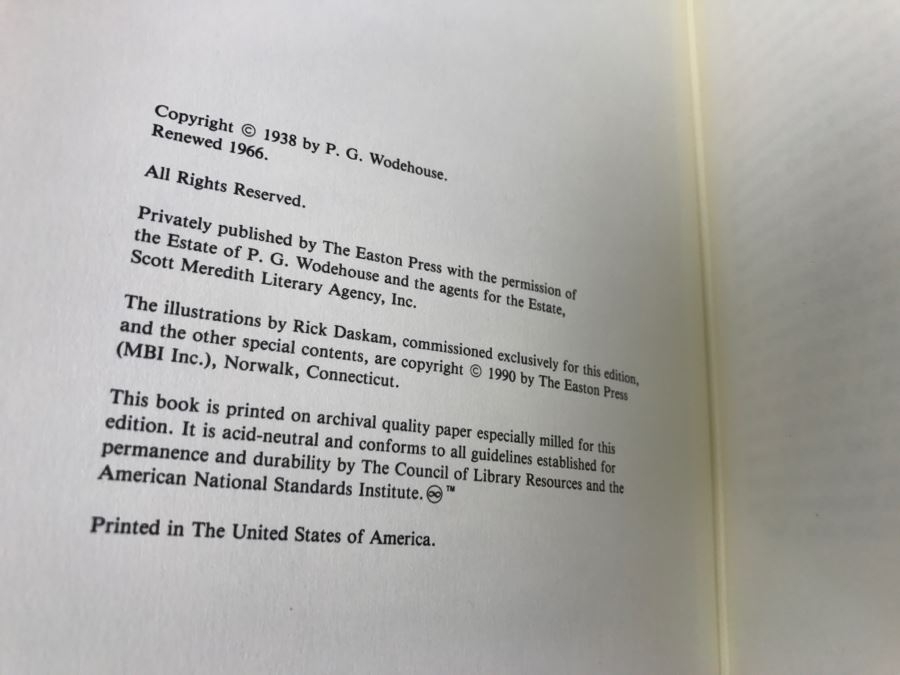 Copyright © 1938 by P. G. Wodehouse.
Renewed 1966.
All Rights Reserved.
Privately published by The Easton Press with the permission of
the Estate of P. G. Wodehouse and the agents for the Estate,
Scott Meredith Literary Agency, Inc.
The illustrations by Rick Daskam, commissioned exclusively for this edition,
and the other special contents, are copyright © 1990 by The Easton Press
(MBI Inc.), Norwalk, Connecticut.
This book is printed on archival quality paper especially milled for this
edition. It is acid-neutral and conforms to all guidelines established for
permanence and durability by The Council of Library Resources and the
American National Standards Institute.♾™
Printed in The United States of America.